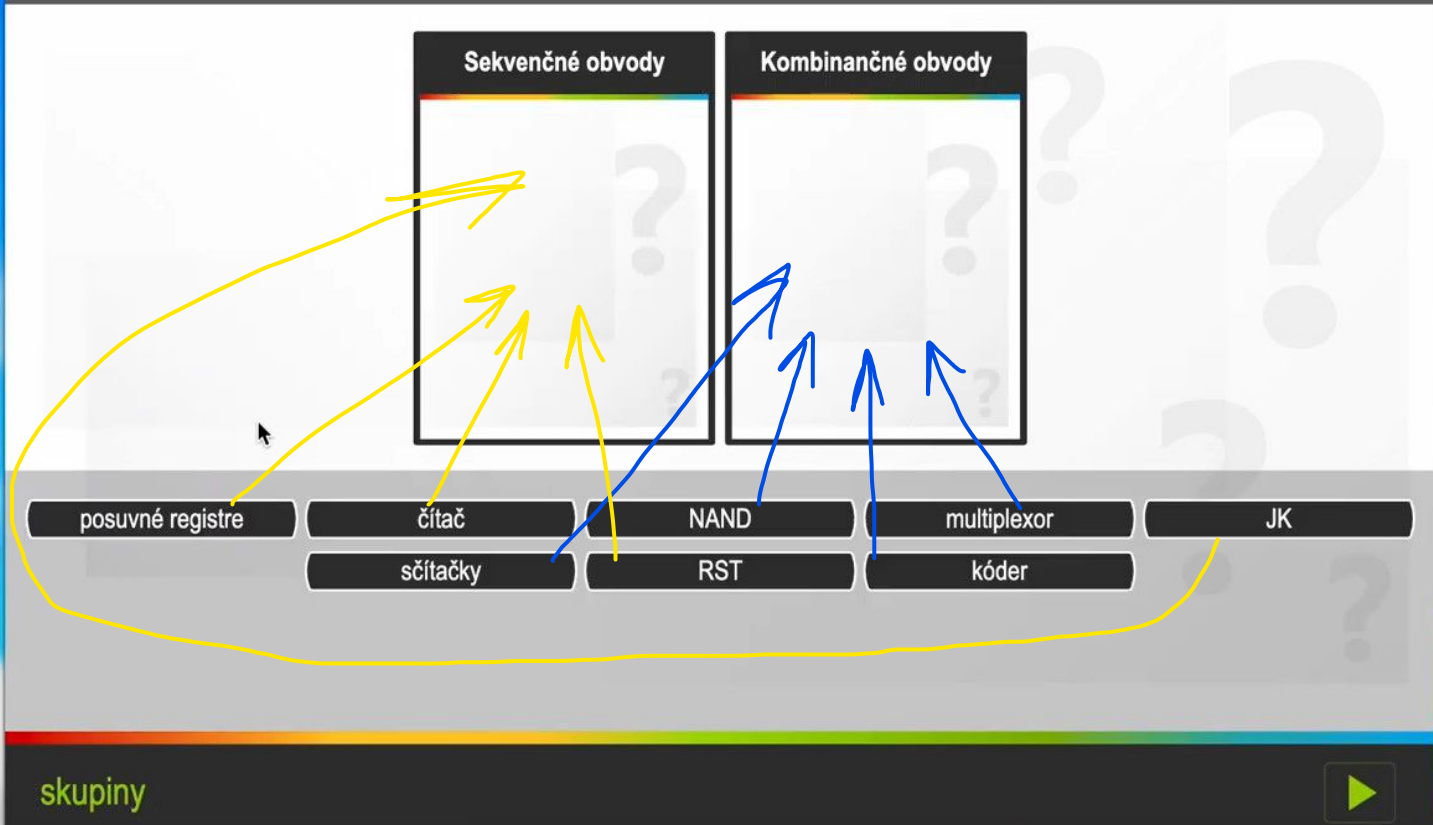 Sekvenčné obvody
Kombinančné obvody
posuvné registre
čítač
NAND
multiplexor
JK
sčítačky
RST
kóder
skupiny